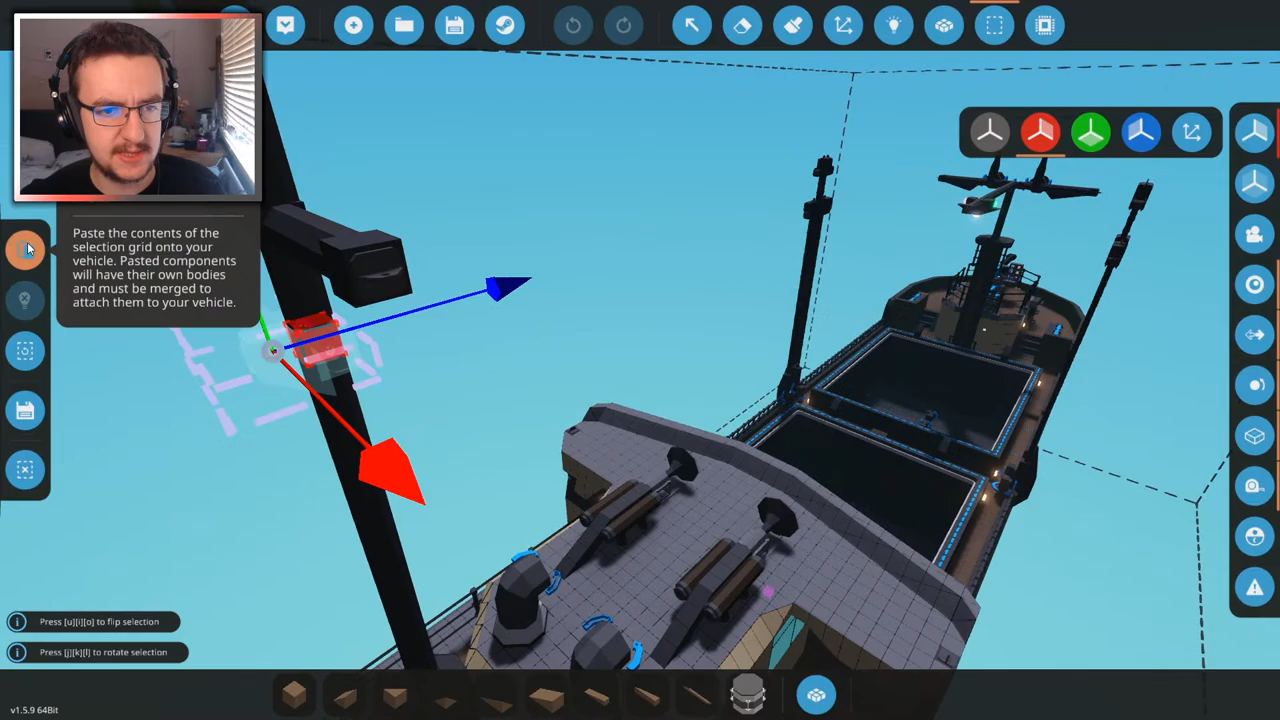 Paste the contents of the
selection grid onto your
vehicle. Pasted components
will have their own bodies
and must be merged to
attach them to your vehicle.
Press [u][i][o] to flip selection
Press [j][k][l] to rotate selection
v1.5.9 64Bit